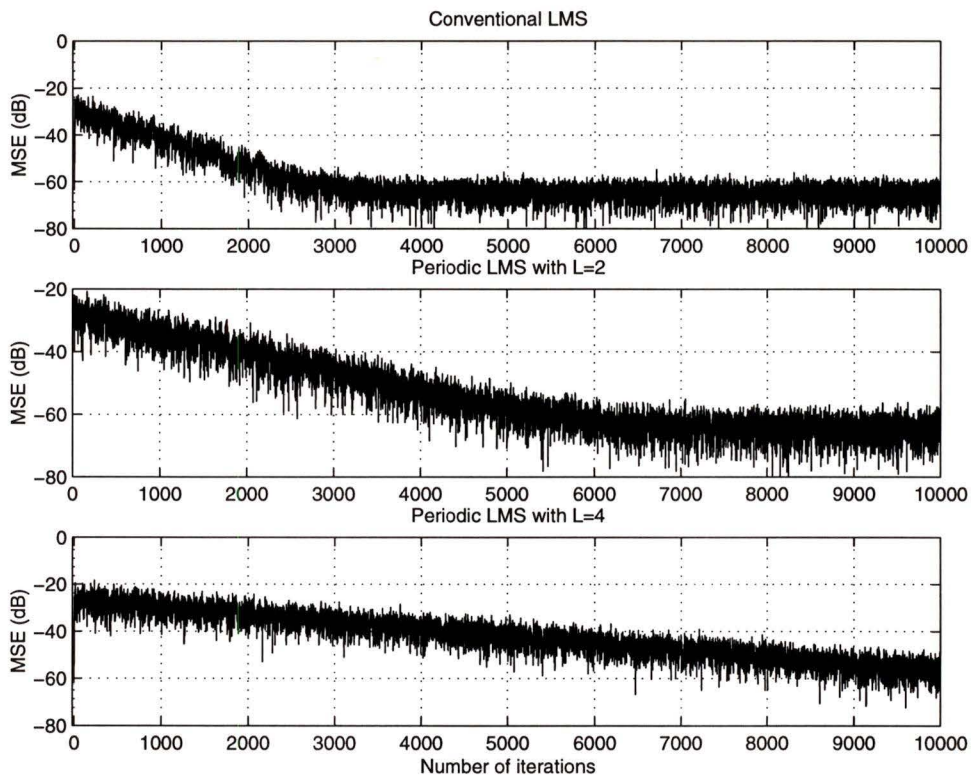 Conventional LMS
0
−20
−40
−60
−80
MSE (dB)
0 1000 2000 3000 4000 5000 6000 7000 8000 9000 10000
Periodic LMS with L=2
−20
−40
−60
−80
MSE (dB)
0 1000 2000 3000 4000 5000 6000 7000 8000 9000 10000
Periodic LMS with L=4
0
−20
−40
−60
−80
MSE (dB)
0 1000 2000 3000 4000 5000 6000 7000 8000 9000 10000
Number of iterations